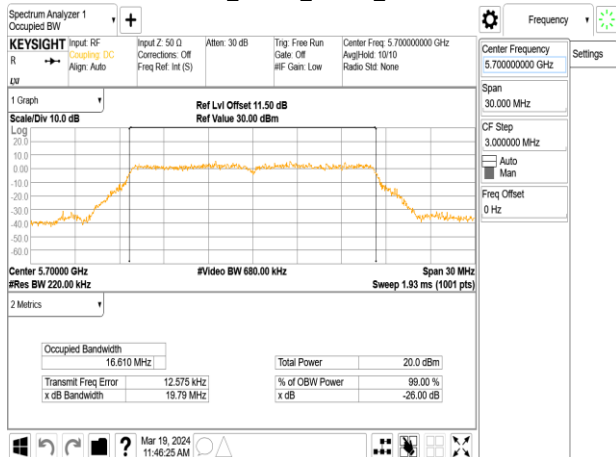 Spectrum Analyzer 1
Occupied BW
Frequency
KEYSIGHT
R
LXI
Input: RF
Coupling: DC
Align: Auto
Input Z: 50 Ω
Corrections: Off
Freq Ref: Int (S)
Atten: 30 dB
Trig: Free Run
Gate: Off
#IF Gain: Low
Center Freq: 5.700000000 GHz
Avg|Hold: 10/10
Radio Std: None
Center Frequency
5.700000000 GHz
Settings
Span
30.000 MHz
CF Step
3.000000 MHz
Auto
Man
Freq Offset
0 Hz
1 Graph
Scale/Div 10.0 dB
Ref Lvl Offset 11.50 dB
Ref Value 30.00 dBm
Log
20.0
10.0
0.00
-10.0
-20.0
-30.0
-40.0
-50.0
-60.0
Center 5.70000 GHz
#Video BW 680.00 kHz
Span 30 MHz
#Res BW 220.00 kHz
Sweep 1.93 ms (1001 pts)
2 Metrics
Occupied Bandwidth
16.610 MHz
Total Power 20.0 dBm
Transmit Freq Error 12.575 kHz
% of OBW Power 99.00 %
x dB Bandwidth 19.79 MHz
x dB -26.00 dB
?
Mar 19, 2024
11:46:25 AM